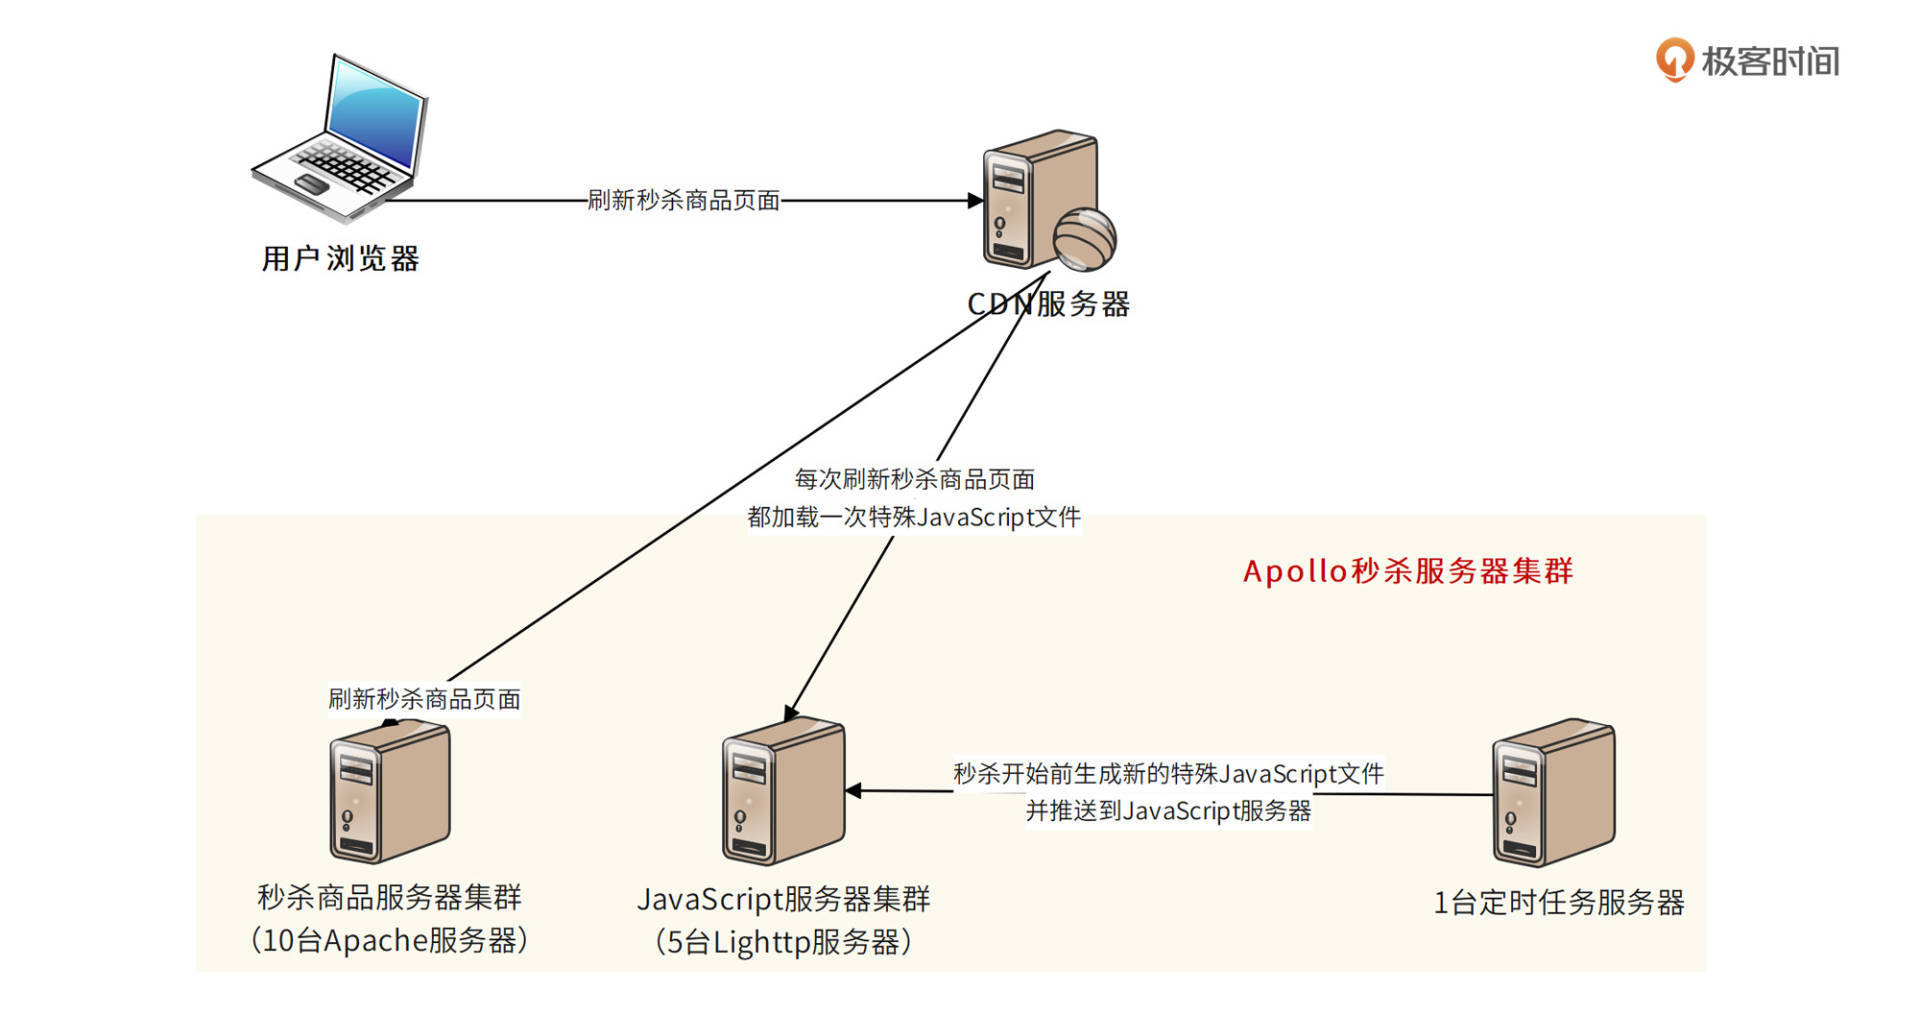 极客时间
刷新秒杀商品页面
用户浏览器
CDN服务器
每次刷新秒杀商品页面
都加载一次特殊JavaScript文件
Apollo秒杀服务器集群
刷新秒杀商品页面
秒杀开始前生成新的特殊JavaScript文件
并推送到JavaScript服务器
秒杀商品服务器集群
（10台Apache服务器）
JavaScript服务器集群
（5台Lighttp服务器）
1台定时任务服务器